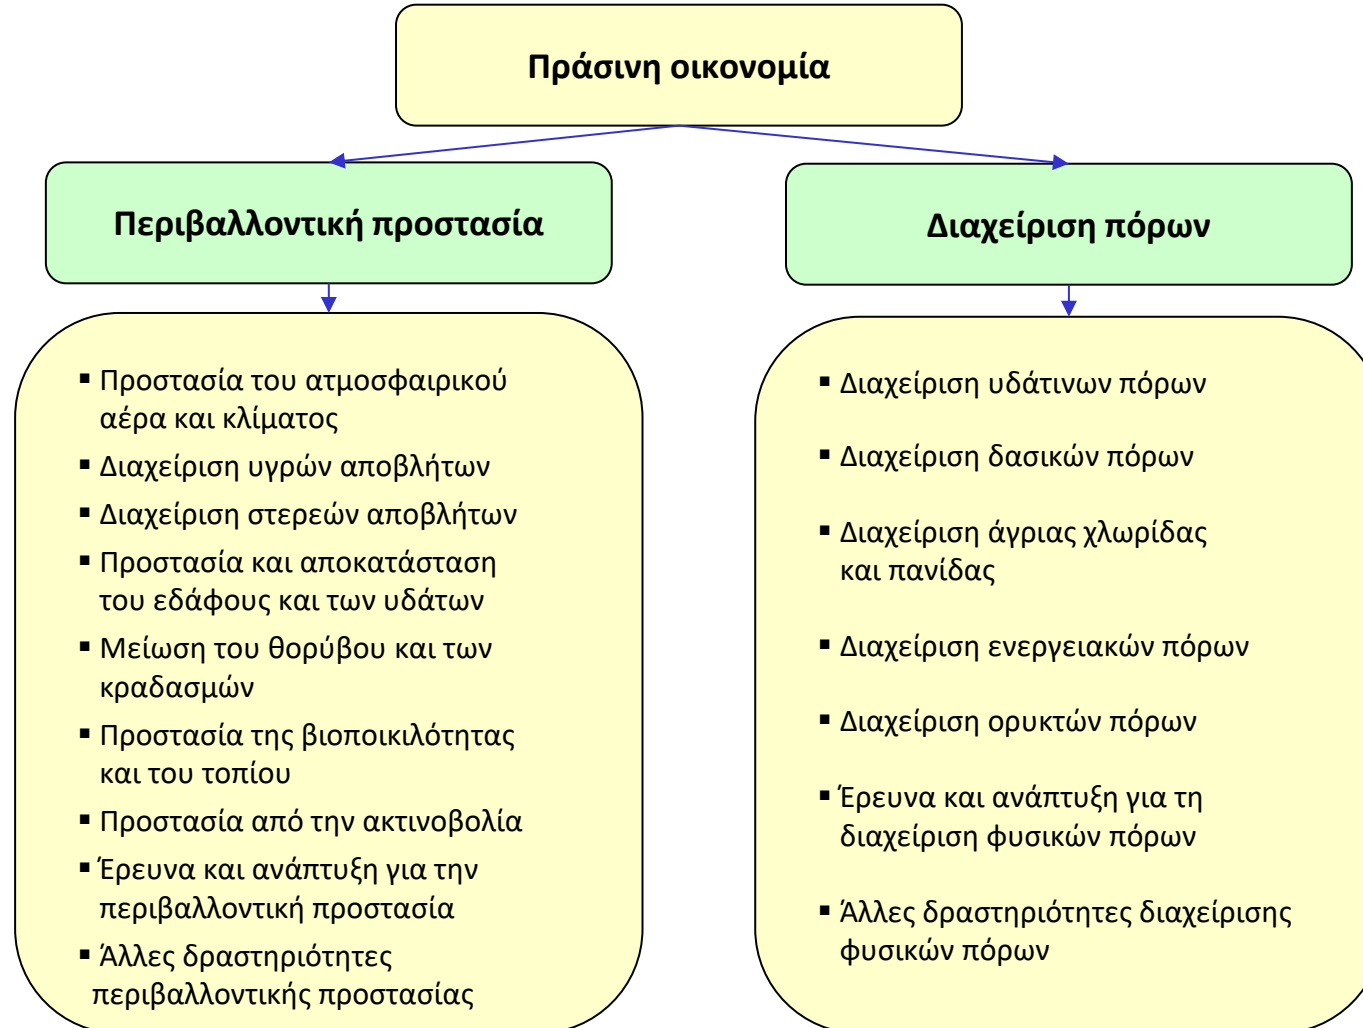 Πράσινη οικονομία
Περιβαλλοντική προστασία
▪ Προστασία του ατμοσφαιρικού
αέρα και κλίματος
▪ Διαχείριση υγρών αποβλήτων
▪ Διαχείριση στερεών αποβλήτων
▪ Προστασία και αποκατάσταση
του εδάφους και των υδάτων
▪ Μείωση του θορύβου και των
κραδασμών
▪ Προστασία της βιοποικιλότητας
και του τοπίου
▪ Προστασία από την ακτινοβολία
▪ Έρευνα και ανάπτυξη για την
περιβαλλοντική προστασία
▪ Άλλες δραστηριότητες
περιβαλλοντικής προστασίας
Διαχείριση πόρων
▪ Διαχείριση υδάτινων πόρων
▪ Διαχείριση δασικών πόρων
▪ Διαχείριση άγριας χλωρίδας
και πανίδας
▪ Διαχείριση ενεργειακών πόρων
▪ Διαχείριση ορυκτών πόρων
▪ Έρευνα και ανάπτυξη για τη
διαχείριση φυσικών πόρων
▪ Άλλες δραστηριότητες διαχείρισης
φυσικών πόρων